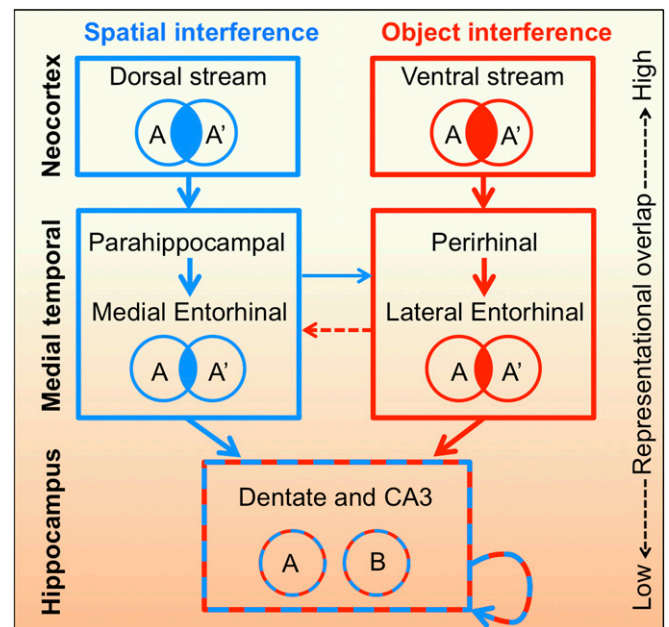 Spatial interference
Object interference
Neocortex
Dorsal stream
A A’
Ventral stream
A A’
Medial temporal
Parahippocampal
Medial Entorhinal
A A’
Perirhinal
Lateral Entorhinal
A A’
Hippocampus
Dentate and CA3
A B
Low Representational overlap High